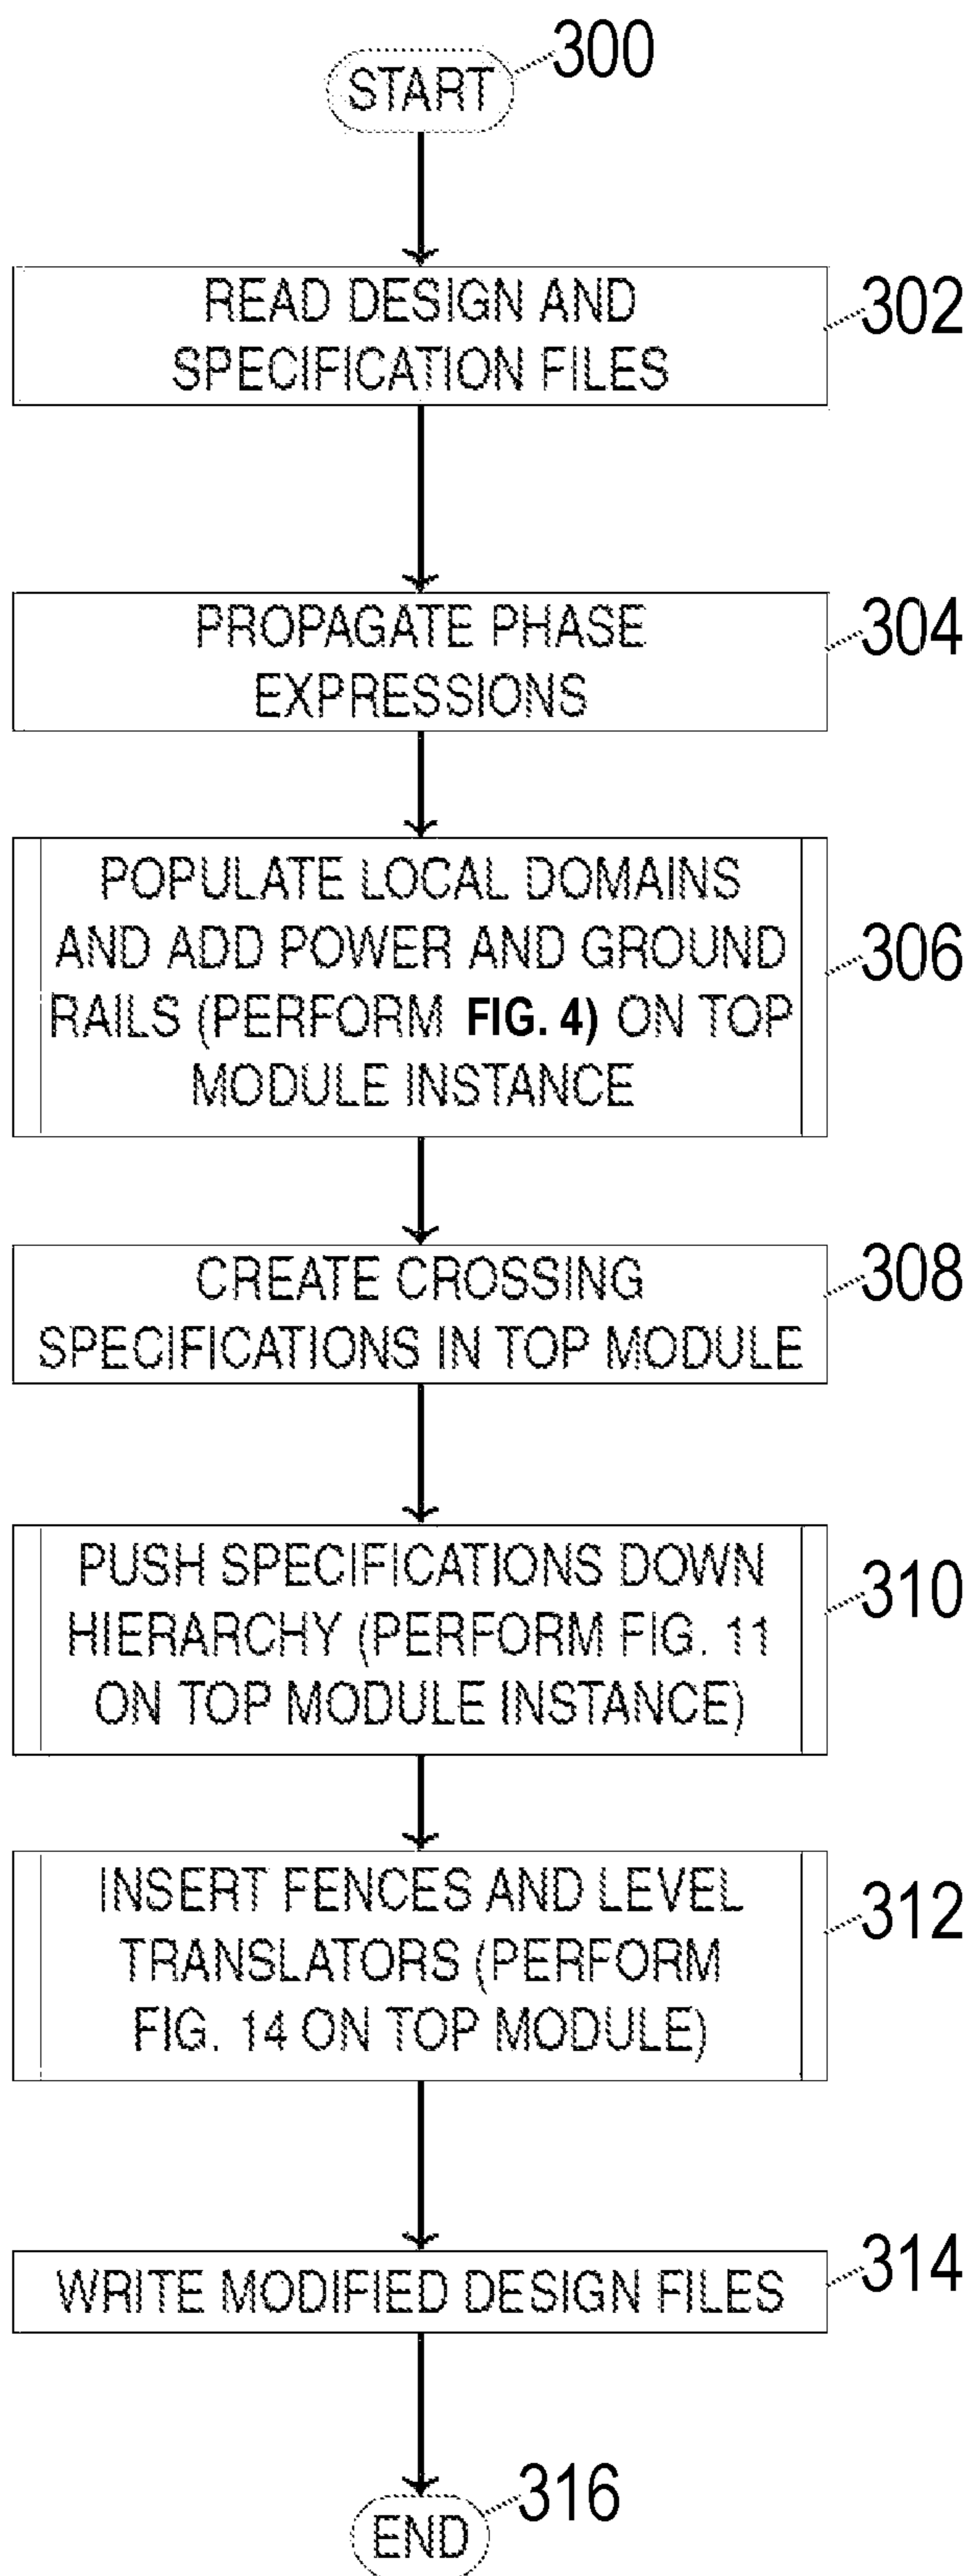 START
300
READ DESIGN AND
SPECIFICATION FILES
302
PROPAGATE PHASE
EXPRESSIONS
304
POPULATE LOCAL DOMAINS
AND ADD POWER AND GROUND
RAILS (PERFORM FIG. 4) ON TOP
MODULE INSTANCE
306
CREATE CROSSING
SPECIFICATIONS IN TOP MODULE
308
PUSH SPECIFICATIONS DOWN
HIERARCHY (PERFORM FIG. 11
ON TOP MODULE INSTANCE)
310
INSERT FENCES AND LEVEL
TRANSLATORS (PERFORM
FIG. 14 ON TOP MODULE)
312
WRITE MODIFIED DESIGN FILES
314
END
316